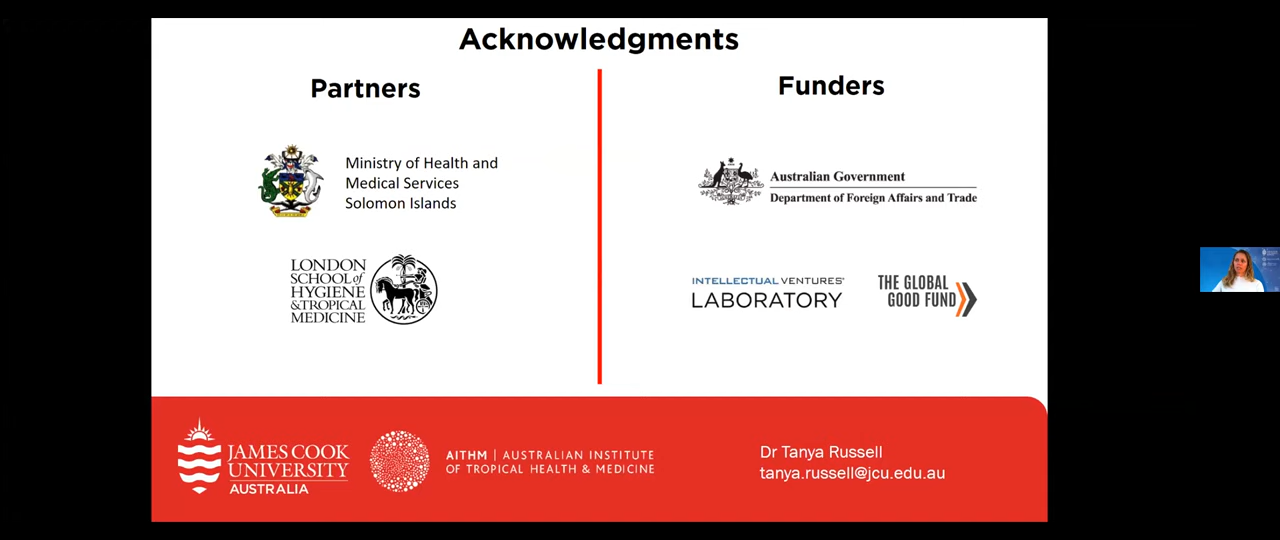 Acknowledgments
Partners
Ministry of Health and
Medical Services
Solomon Islands
LONDON
SCHOOL of
HYGIENE
& TROPICAL
MEDICINE
Funders
Australian Government
Department of Foreign Affairs and Trade
INTELLECTUAL VENTURES
LABORATORY
THE GLOBAL
GOOD FUND
JAMES COOK
UNIVERSITY
AUSTRALIA
AITHM | AUSTRALIAN INSTITUTE
OF TROPICAL HEALTH & MEDICINE
Dr Tanya Russell
tanya.russell@jcu.edu.au